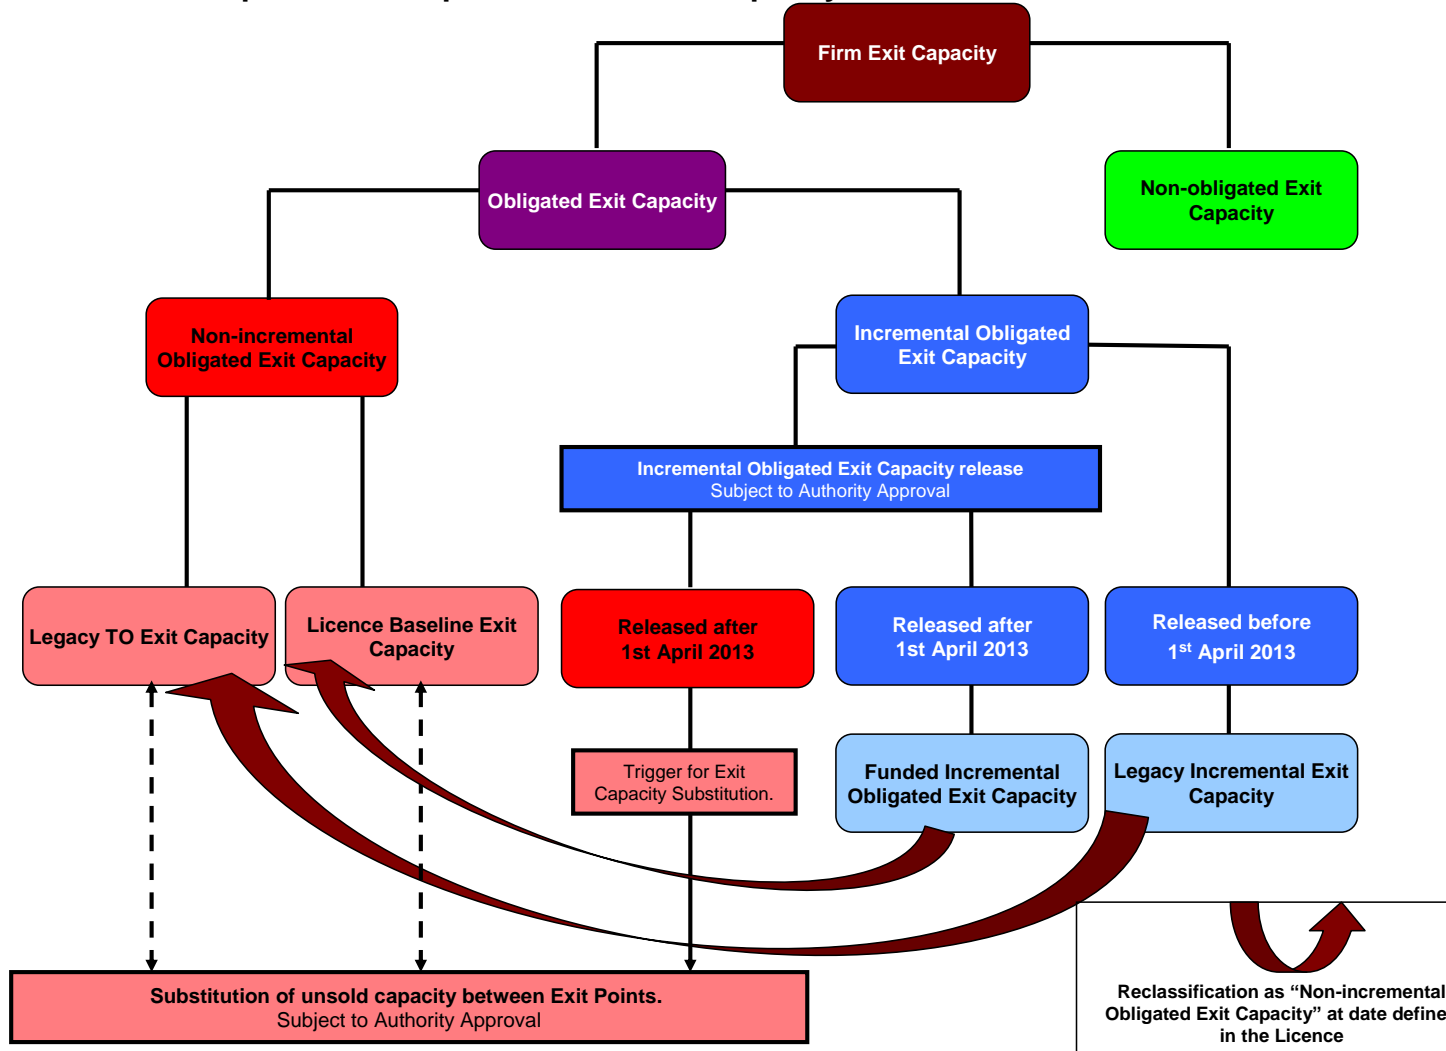 Firm Exit Capacity
Obligated Exit Capacity
Non-obligated Exit
Capacity
Non-incremental
Obligated Exit Capacity
Incremental Obligated
Exit Capacity
Incremental Obligated Exit Capacity release
Subject to Authority Approval
Legacy TO Exit Capacity
Licence Baseline Exit
Capacity
Released after
1st April 2013
Released after
1st April 2013
Released before
1st April 2013
Trigger for Exit
Capacity Substitution.
Funded Incremental
Obligated Exit Capacity
Legacy Incremental Exit
Capacity
Substitution of unsold capacity between Exit Points.
Subject to Authority Approval
Reclassification as “Non-incremental
Obligated Exit Capacity” at date define
in the Licence